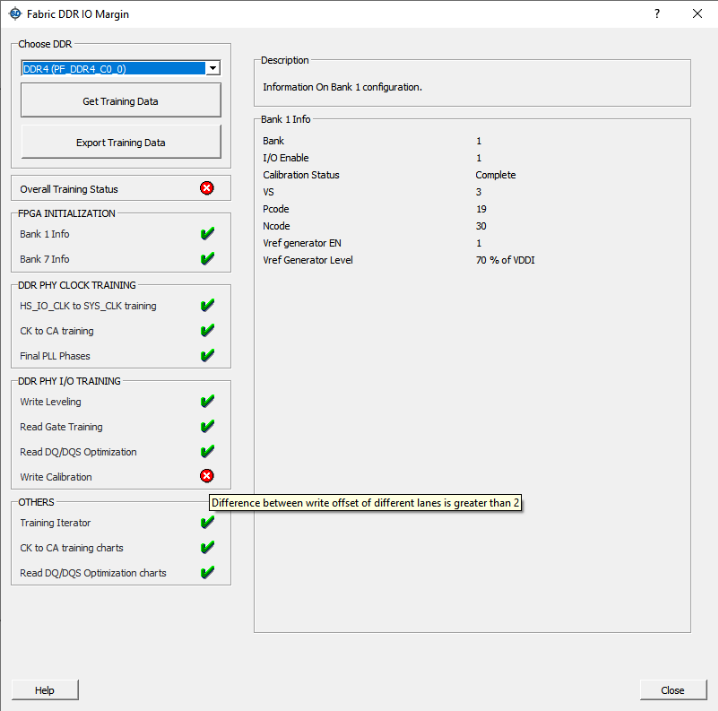 Fabric DDR IO Margin
?
Choose DDR
DDR4 (PF_DDR4_C0_0)
Get Training Data
Export Training Data
Overall Training Status
FPGA INITIALIZATION
Bank 1 Info
Bank 7 Info
DDR PHY CLOCK TRAINING
HS_IO_CLK to SYS_CLK training
CK to CA training
Final PLL Phases
DDR PHY I/O TRAINING
Write Leveling
Read Gate Training
Read DQ/DQS Optimization
Write Calibration
Difference between write offset of different lanes is greater than 2
OTHERS
Training Iterator
CK to CA training charts
Read DQ/DQS Optimization charts
Description
Information On Bank 1 configuration.
Bank 1 Info
Bank 1
I/O Enable 1
Calibration Status Complete
VS 3
Pcode 19
Ncode 30
Vref generator EN 1
Vref Generator Level 70 % of VDDI
Help
Close